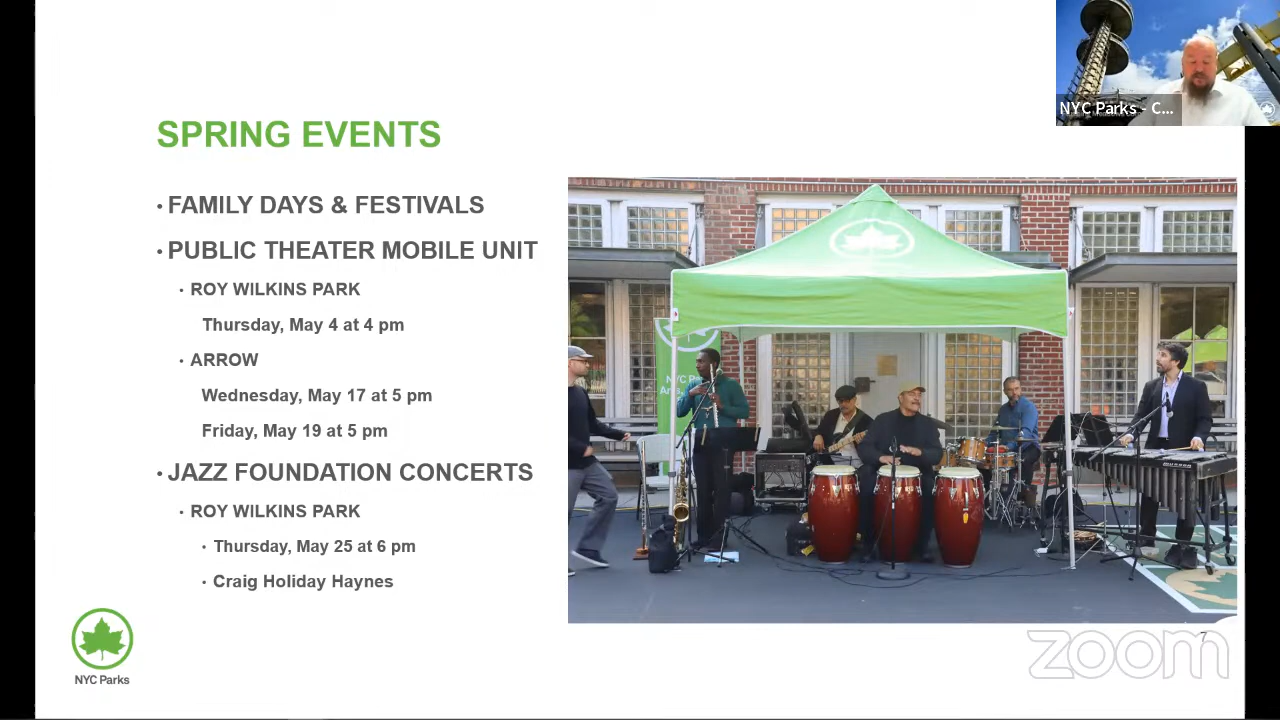 NYC Parks - C...
SPRING EVENTS
• FAMILY DAYS & FESTIVALS
• PUBLIC THEATER MOBILE UNIT
• ROY WILKINS PARK
Thursday, May 4 at 4 pm
• ARROW
Wednesday, May 17 at 5 pm
Friday, May 19 at 5 pm
• JAZZ FOUNDATION CONCERTS
• ROY WILKINS PARK
• Thursday, May 25 at 6 pm
• Craig Holiday Haynes
NYC Parks
7
zoom